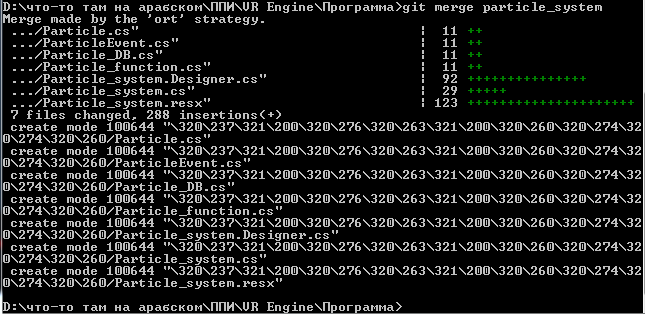 D:\что-то там на арабском\ППИ\VR Engine\Программа>git merge particle_system
Merge made by the 'ort' strategy.
.../Particle.cs" | 11 ++
.../ParticleEvent.cs" | 11 ++
.../Particle_DB.cs" | 11 ++
.../Particle_function.cs" | 11 ++
.../Particle_system.Designer.cs" | 92 +++++++++++++++
.../Particle_system.cs" | 29 +++++
.../Particle_system.resx" | 123 +++++++++++++++++++++
7 files changed, 288 insertions(+)
create mode 100644 "\320\237\321\200\320\276\320\263\321\200\320\260\320\274\32
0\274\320\260/Particle.cs"
create mode 100644 "\320\237\321\200\320\276\320\263\321\200\320\260\320\274\32
0\274\320\260/ParticleEvent.cs"
create mode 100644 "\320\237\321\200\320\276\320\263\321\200\320\260\320\274\32
0\274\320\260/Particle_DB.cs"
create mode 100644 "\320\237\321\200\320\276\320\263\321\200\320\260\320\274\32
0\274\320\260/Particle_function.cs"
create mode 100644 "\320\237\321\200\320\276\320\263\321\200\320\260\320\274\32
0\274\320\260/Particle_system.Designer.cs"
create mode 100644 "\320\237\321\200\320\276\320\263\321\200\320\260\320\274\32
0\274\320\260/Particle_system.cs"
create mode 100644 "\320\237\321\200\320\276\320\263\321\200\320\260\320\274\32
0\274\320\260/Particle_system.resx"
D:\что-то там на арабском\ППИ\VR Engine\Программа>